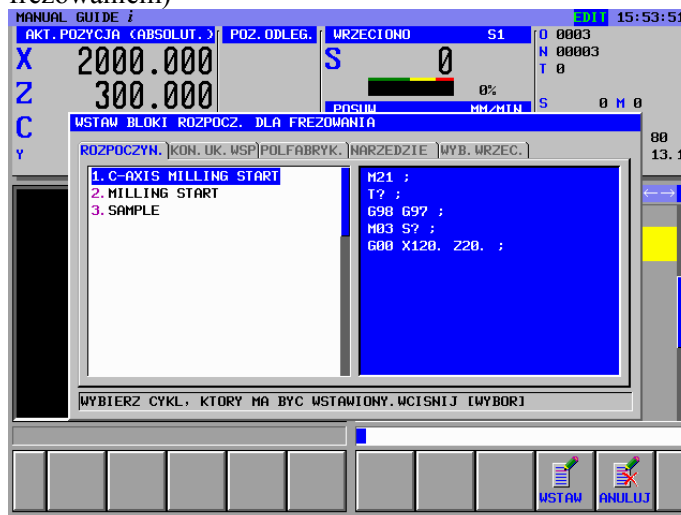 frezowaniem)
MANUAL GUIDE i EDIT 15:53:51
AKT.POZYCJA (ABSOLUT.) POZ.ODLEG. WRZECIONO S1 O 0003
N 00003
X 2000.000 S 0 T 0
0%
Z 300.000 POSUW MM/MIN S 0 M 0
C
Y
80
13.1
WSTAW BLOKI ROZPOCZ. DLA FREZOWANIA
ROZPOCZYN. KON.UK.WSP POLFABRYK. NARZEDZIE WYB.WRZEC.
1.C-AXIS MILLING START
2.MILLING START
3.SAMPLE
M21 ;
T? ;
G98 G97 ;
M03 S? ;
G00 X120. Z20. ;
WYBIERZ CYKL, KTORY MA BYC WSTAWIONY.WCISNIJ [WYBOR]
WSTAW ANULUJ